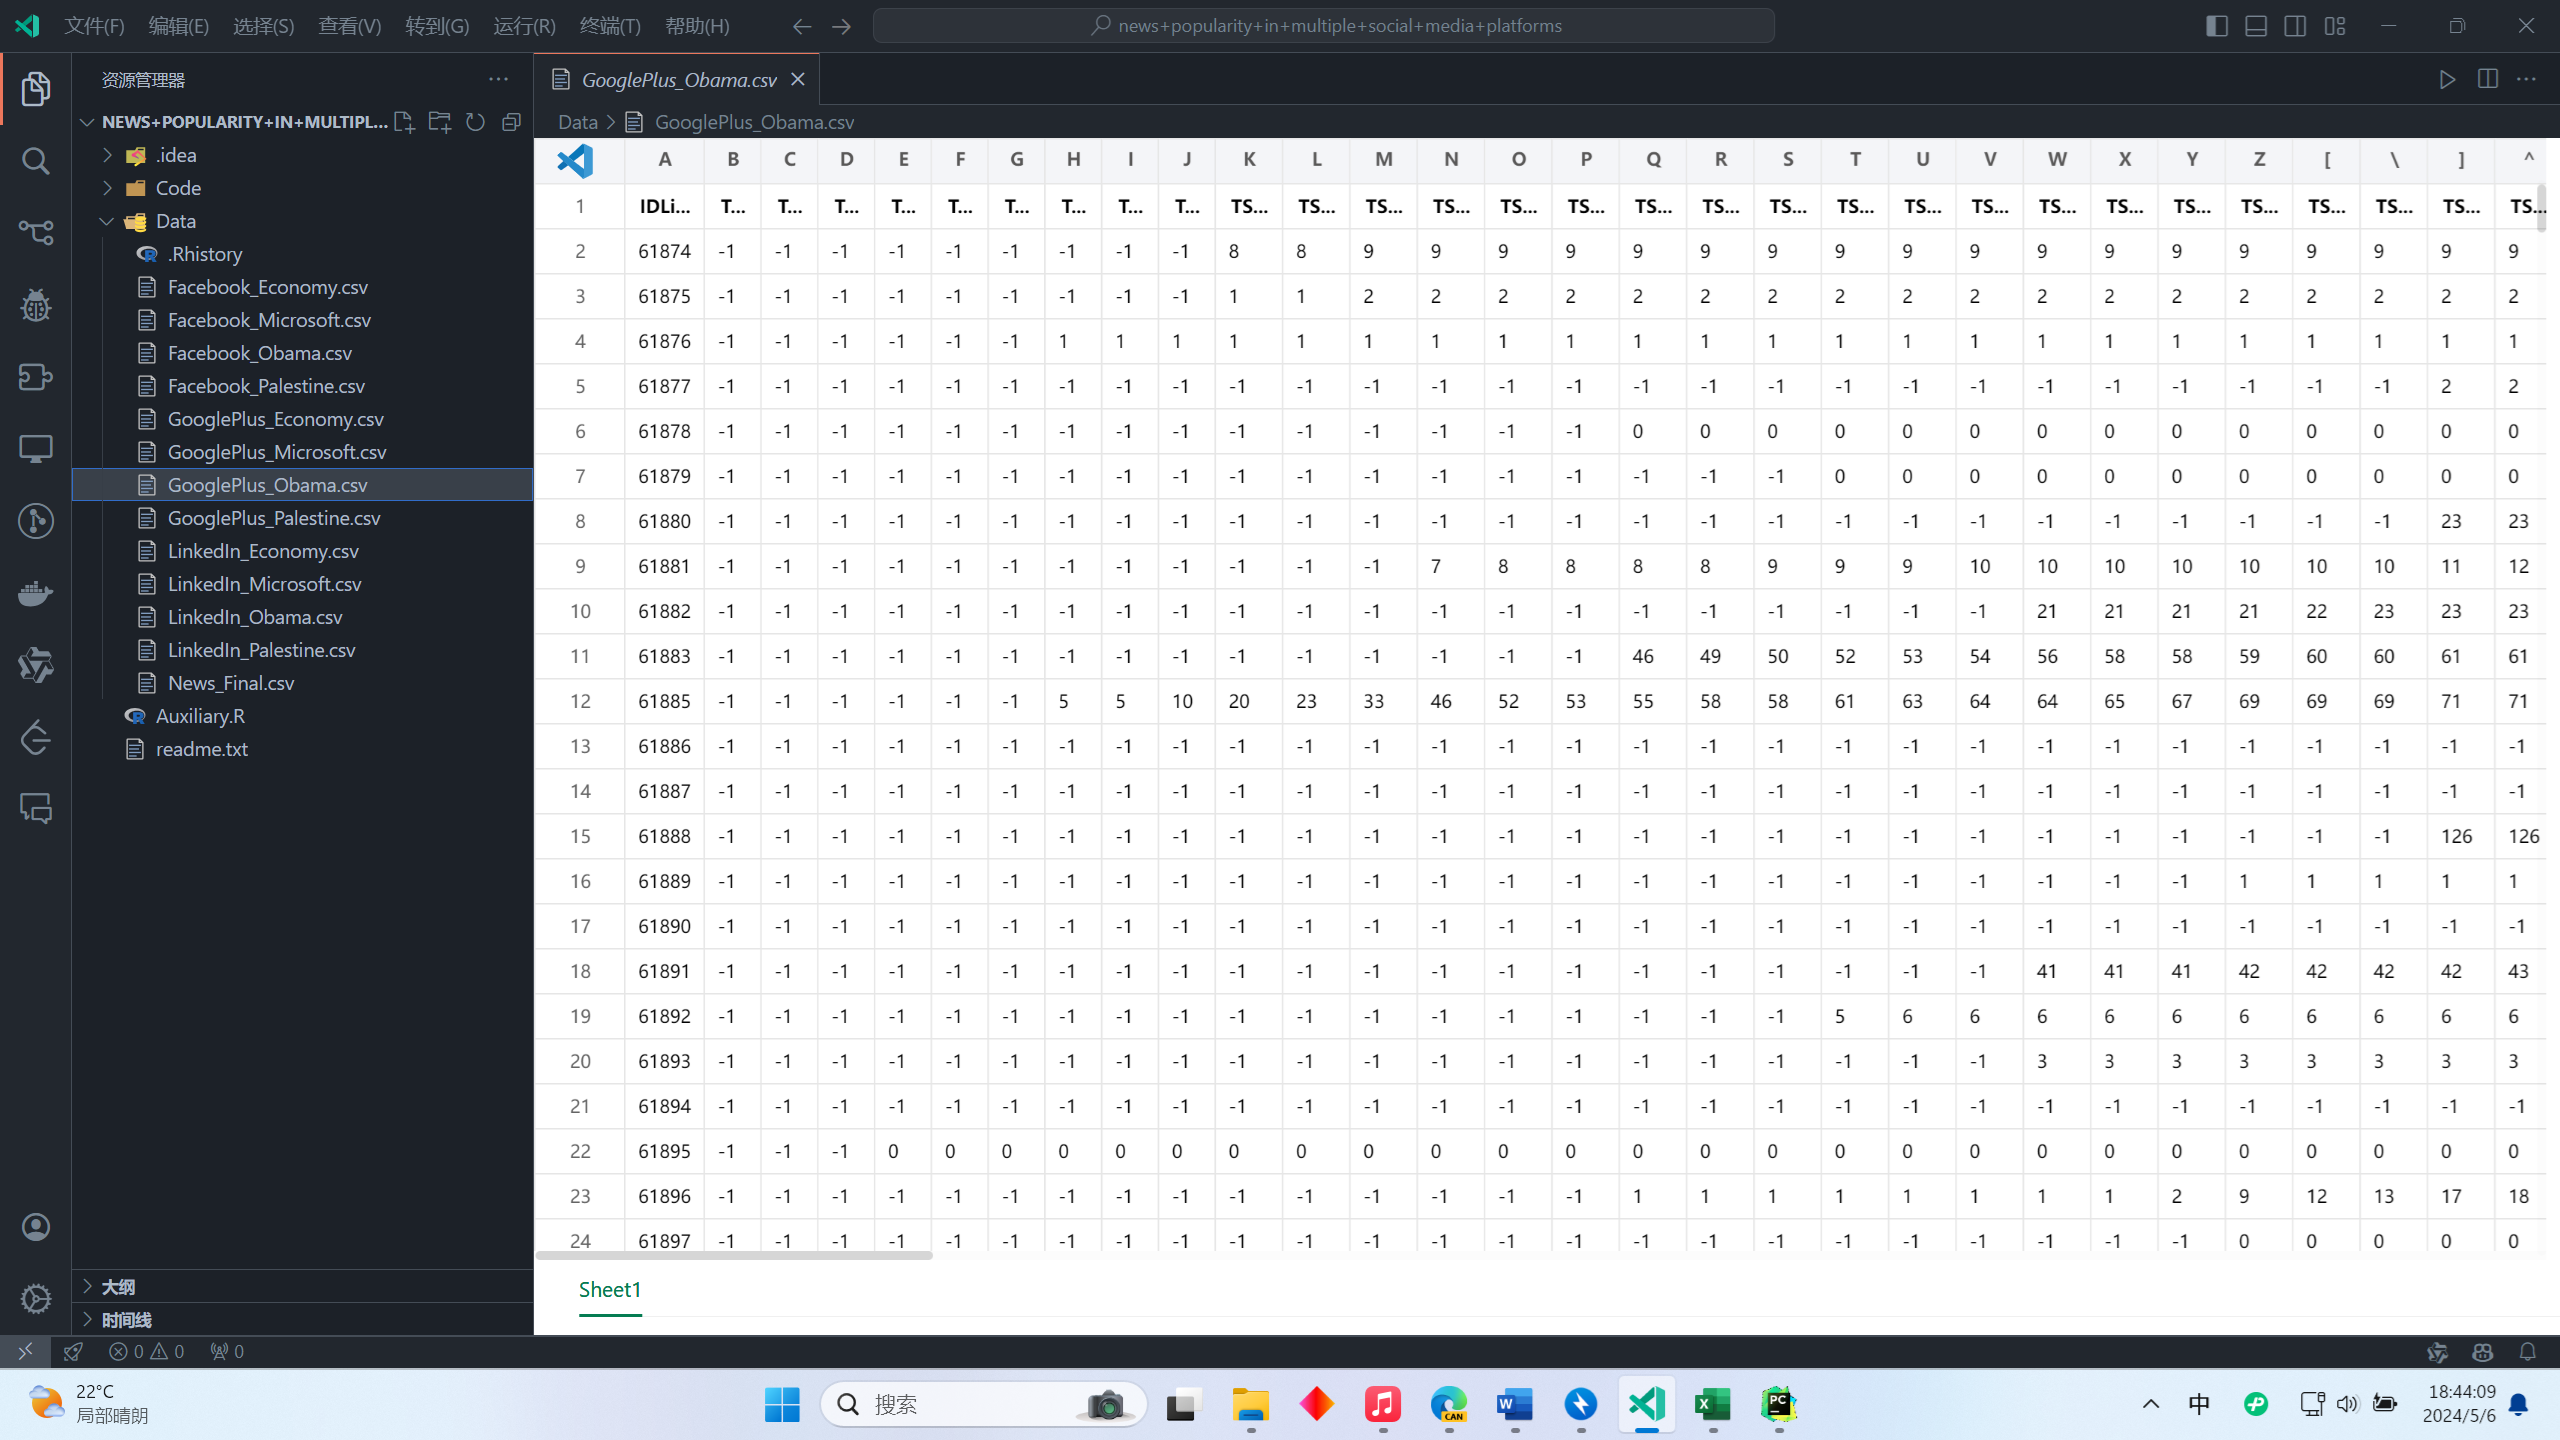 文件(F) 编辑(E) 选择(S) 查看(V) 转到(G) 运行(R) 终端(T) 帮助(H) news+popularity+in+multiple+social+media+platforms
资源管理器
NEWS+POPULARITY+IN+MULTIPL...
.idea
Code
Data
.Rhistory
Facebook_Economy.csv
Facebook_Microsoft.csv
Facebook_Obama.csv
Facebook_Palestine.csv
GooglePlus_Economy.csv
GooglePlus_Microsoft.csv
GooglePlus_Obama.csv
GooglePlus_Palestine.csv
LinkedIn_Economy.csv
LinkedIn_Microsoft.csv
LinkedIn_Obama.csv
LinkedIn_Palestine.csv
News_Final.csv
Auxiliary.R
readme.txt
大纲
时间线
GooglePlus_Obama.csv
Data > GooglePlus_Obama.csv
A B C D E F G H I J K L M N O P Q R S T U V W X Y Z [ \ ] ^
1 IDLi... T... T... T... T... T... T... T... T... T... TS... TS... TS... TS... TS... TS... TS... TS... TS... TS... TS... TS... TS... TS... TS... TS... TS... TS... TS... TS...
2 61874 -1 -1 -1 -1 -1 -1 -1 -1 -1 8 8 9 9 9 9 9 9 9 9 9 9 9 9 9 9 9 9 9 9
3 61875 -1 -1 -1 -1 -1 -1 -1 -1 -1 1 1 2 2 2 2 2 2 2 2 2 2 2 2 2 2 2 2 2 2
4 61876 -1 -1 -1 -1 -1 -1 1 1 1 1 1 1 1 1 1 1 1 1 1 1 1 1 1 1 1 1 1 1 1
5 61877 -1 -1 -1 -1 -1 -1 -1 -1 -1 -1 -1 -1 -1 -1 -1 -1 -1 -1 -1 -1 -1 -1 -1 -1 -1 -1 -1 2 2
6 61878 -1 -1 -1 -1 -1 -1 -1 -1 -1 -1 -1 -1 -1 -1 -1 0 0 0 0 0 0 0 0 0 0 0 0 0 0
7 61879 -1 -1 -1 -1 -1 -1 -1 -1 -1 -1 -1 -1 -1 -1 -1 -1 -1 -1 0 0 0 0 0 0 0 0 0 0 0
8 61880 -1 -1 -1 -1 -1 -1 -1 -1 -1 -1 -1 -1 -1 -1 -1 -1 -1 -1 -1 -1 -1 -1 -1 -1 -1 -1 -1 23 23
9 61881 -1 -1 -1 -1 -1 -1 -1 -1 -1 -1 -1 -1 7 8 8 8 8 9 9 9 10 10 10 10 10 10 10 11 12
10 61882 -1 -1 -1 -1 -1 -1 -1 -1 -1 -1 -1 -1 -1 -1 -1 -1 -1 -1 -1 -1 -1 21 21 21 21 22 23 23 23
11 61883 -1 -1 -1 -1 -1 -1 -1 -1 -1 -1 -1 -1 -1 -1 -1 46 49 50 52 53 54 56 58 58 59 60 60 61 61
12 61885 -1 -1 -1 -1 -1 -1 5 5 10 20 23 33 46 52 53 55 58 58 61 63 64 64 65 67 69 69 69 71 71
13 61886 -1 -1 -1 -1 -1 -1 -1 -1 -1 -1 -1 -1 -1 -1 -1 -1 -1 -1 -1 -1 -1 -1 -1 -1 -1 -1 -1 -1 -1
14 61887 -1 -1 -1 -1 -1 -1 -1 -1 -1 -1 -1 -1 -1 -1 -1 -1 -1 -1 -1 -1 -1 -1 -1 -1 -1 -1 -1 -1 -1
15 61888 -1 -1 -1 -1 -1 -1 -1 -1 -1 -1 -1 -1 -1 -1 -1 -1 -1 -1 -1 -1 -1 -1 -1 -1 -1 -1 -1 126 126
16 61889 -1 -1 -1 -1 -1 -1 -1 -1 -1 -1 -1 -1 -1 -1 -1 -1 -1 -1 -1 -1 -1 -1 -1 -1 1 1 1 1 1
17 61890 -1 -1 -1 -1 -1 -1 -1 -1 -1 -1 -1 -1 -1 -1 -1 -1 -1 -1 -1 -1 -1 -1 -1 -1 -1 -1 -1 -1 -1
18 61891 -1 -1 -1 -1 -1 -1 -1 -1 -1 -1 -1 -1 -1 -1 -1 -1 -1 -1 -1 -1 -1 41 41 41 42 42 42 42 43
19 61892 -1 -1 -1 -1 -1 -1 -1 -1 -1 -1 -1 -1 -1 -1 -1 -1 -1 -1 5 6 6 6 6 6 6 6 6 6 6
20 61893 -1 -1 -1 -1 -1 -1 -1 -1 -1 -1 -1 -1 -1 -1 -1 -1 -1 -1 -1 -1 -1 3 3 3 3 3 3 3 3
21 61894 -1 -1 -1 -1 -1 -1 -1 -1 -1 -1 -1 -1 -1 -1 -1 -1 -1 -1 -1 -1 -1 -1 -1 -1 -1 -1 -1 -1 -1
22 61895 -1 -1 -1 0 0 0 0 0 0 0 0 0 0 0 0 0 0 0 0 0 0 0 0 0 0 0 0 0 0
23 61896 -1 -1 -1 -1 -1 -1 -1 -1 -1 -1 -1 -1 -1 -1 -1 1 1 1 1 1 1 1 1 2 9 12 13 17 18
24 61897 -1 -1 -1 -1 -1 -1 -1 -1 -1 -1 -1 -1 -1 -1 -1 -1 -1 -1 -1 -1 -1 -1 -1 -1 0 0 0 0 0
Sheet1
0 0 0
22°C
局部晴朗
搜索
CAN
W
X
PC
中
18:44:09
2024/5/6